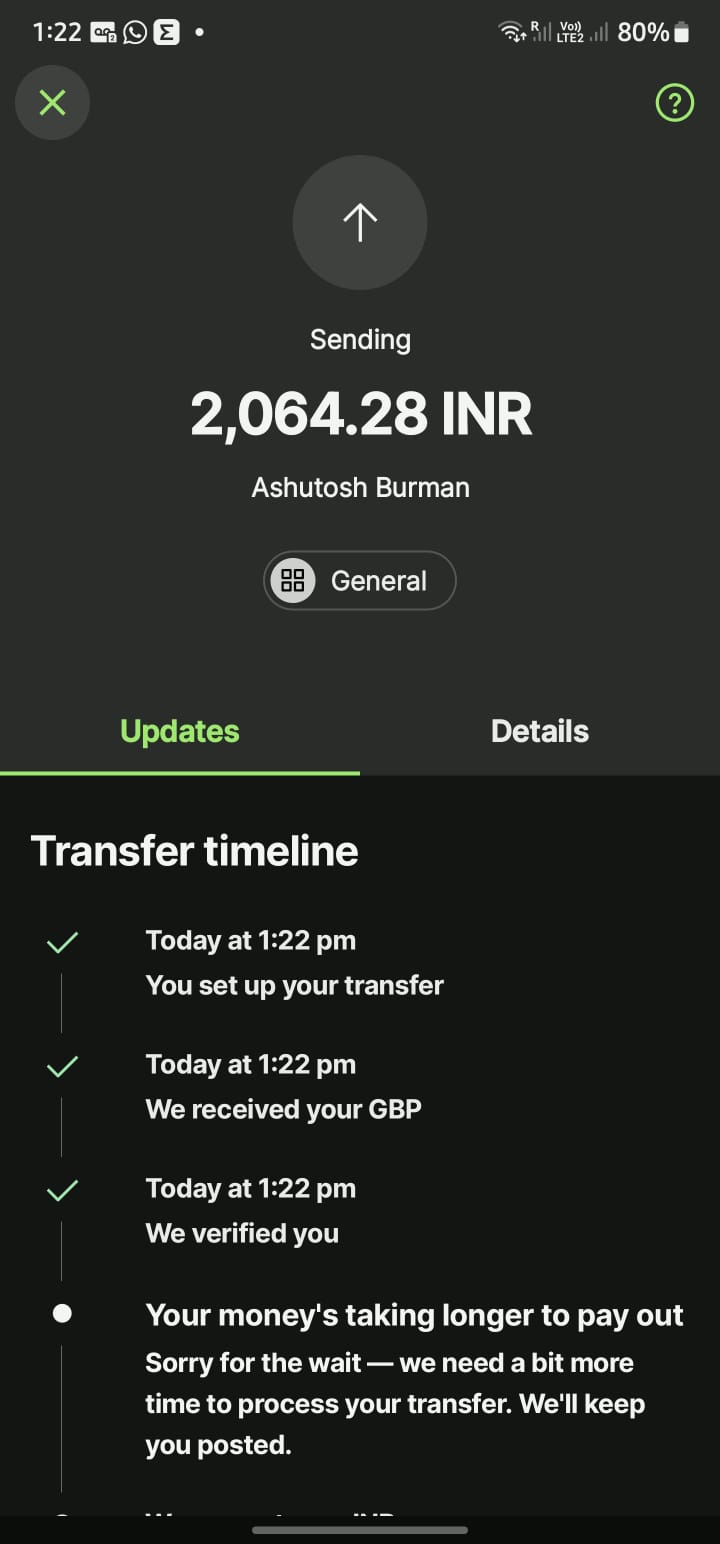 1:22
R
Vo))
LTE2
80%
?
Sending
2,064.28 INR
Ashutosh Burman
General
Updates
Details
Transfer timeline
Today at 1:22 pm
You set up your transfer
Today at 1:22 pm
We received your GBP
Today at 1:22 pm
We verified you
Your money's taking longer to pay out
Sorry for the wait — we need a bit more
time to process your transfer. We'll keep
you posted.